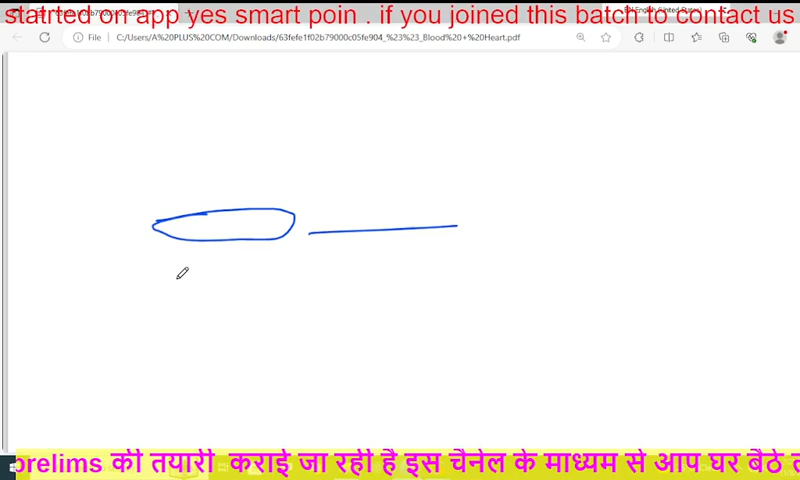 statrted on app yes smart poin . if you joined this batch to contact us
File C:/Users/A%20PLUS%20COM/Downloads/63fefe1f02b79000c05fe904_%23%23_Blood%20+%20Heart.pdf
prelims की तयारी कराई जा रही है इस चैनेल के माध्यम से आप घर बैठे